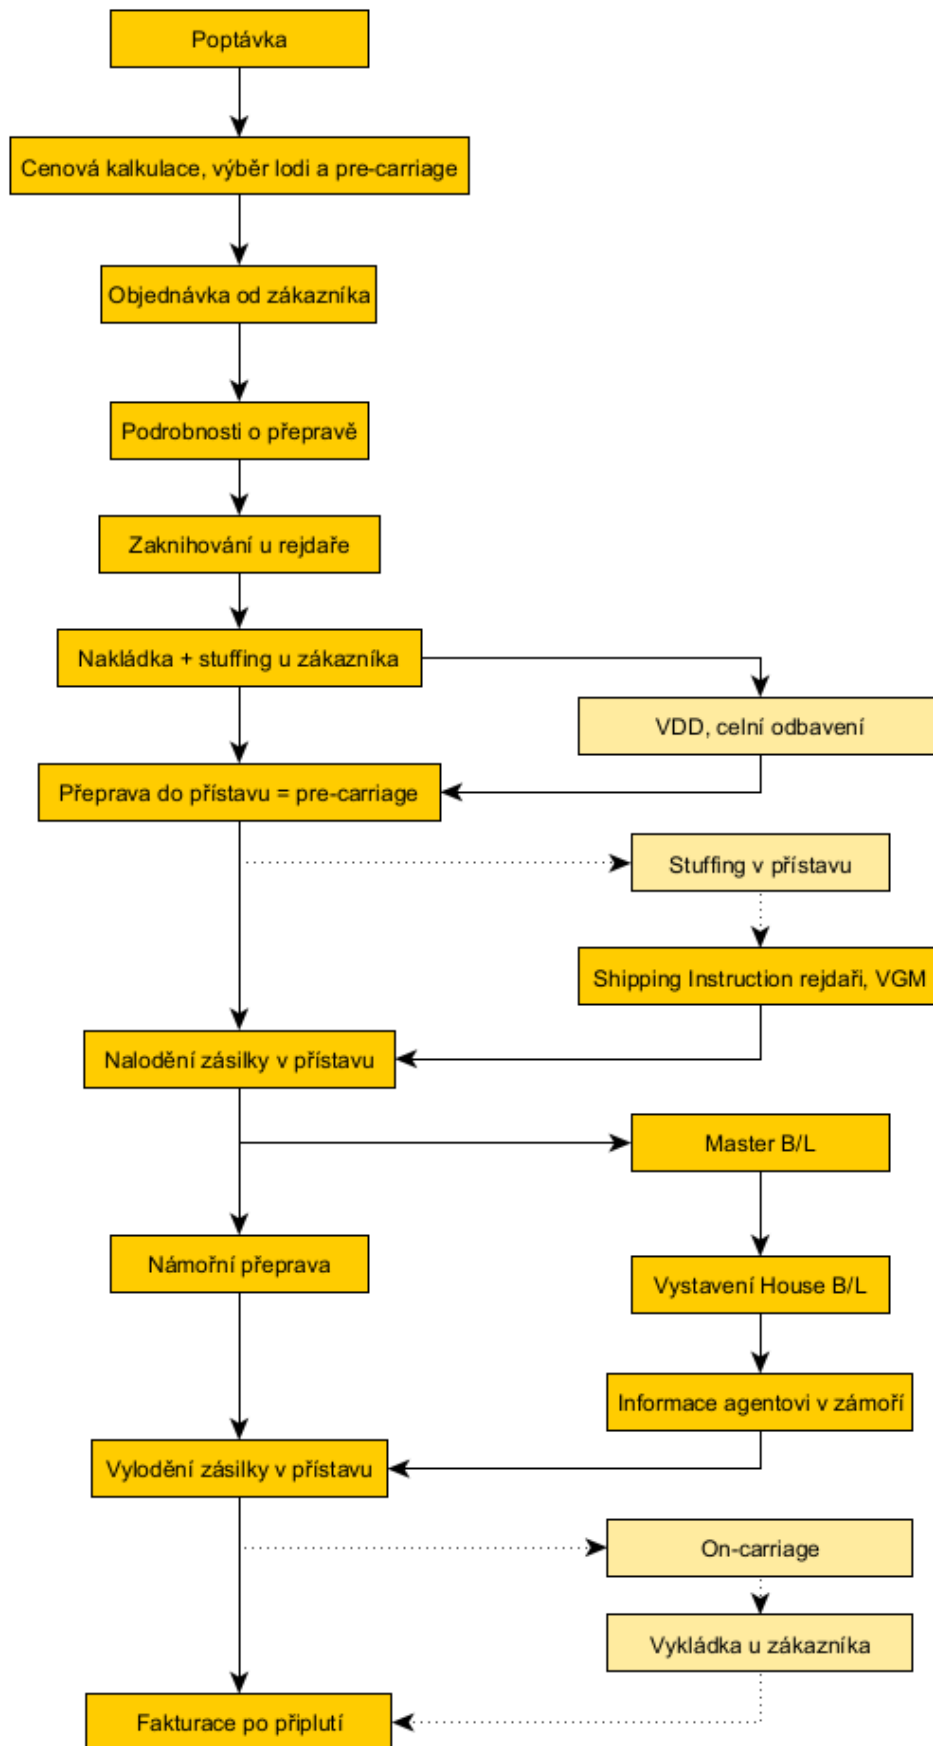 Poptávka
Cenová kalkulace, výběr lodi a pre-carriage
Objednávka od zákazníka
Podrobnosti o přepravě
Zaknihování u rejdaře
Nakládka + stuffing u zákazníka
VDD, celní odbavení
Přeprava do přístavu = pre-carriage
Stuffing v přístavu
Shipping Instruction rejdaři, VGM
Nalodění zásilky v přístavu
Master B/L
Námořní přeprava
Vystavení House B/L
Informace agentovi v zámoří
Vylodění zásilky v přístavu
On-carriage
Vykládka u zákazníka
Fakturace po připlutí